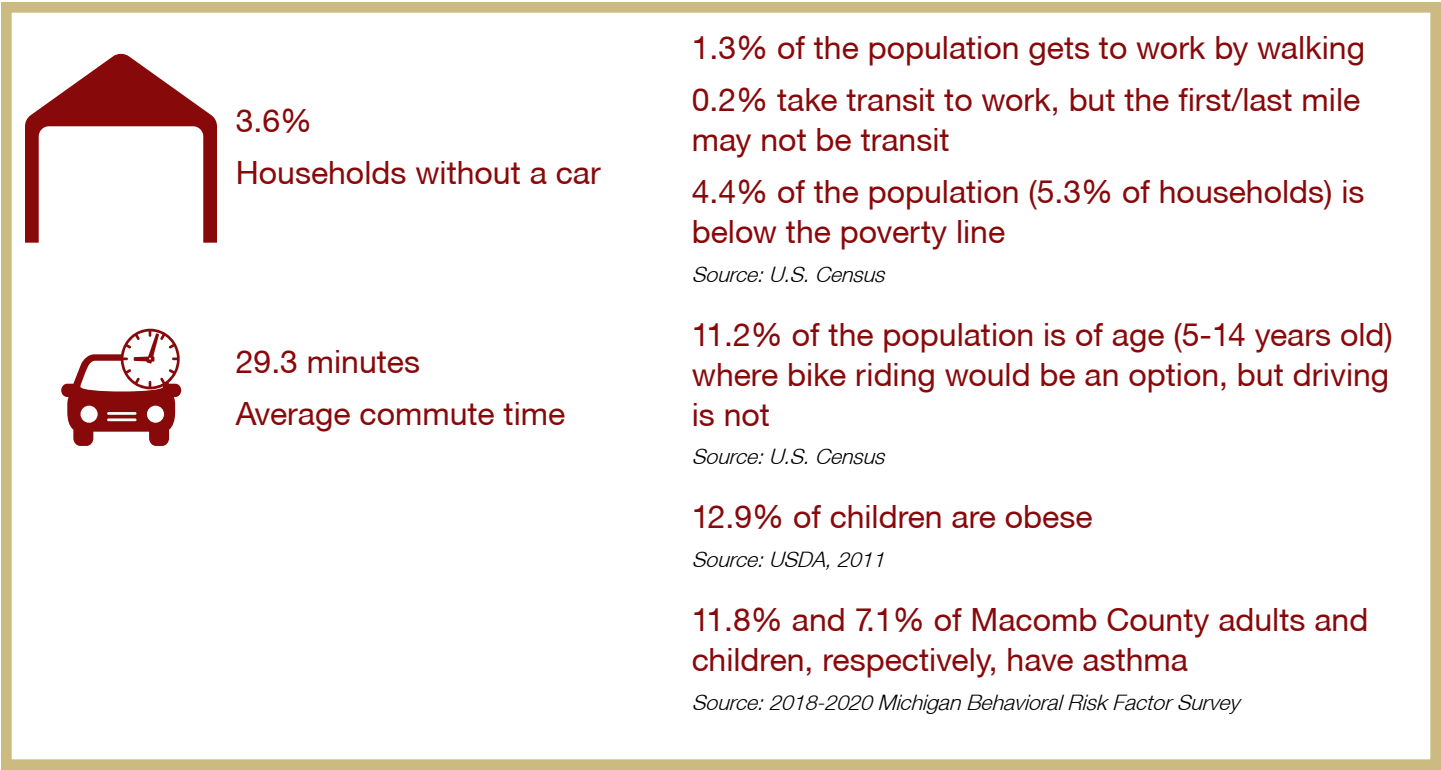 3.6%
Households without a car
29.3 minutes
Average commute time
1.3% of the population gets to work by walking
0.2% take transit to work, but the first/last mile
may not be transit
4.4% of the population (5.3% of households) is
below the poverty line
Source: U.S. Census
11.2% of the population is of age (5-14 years old)
where bike riding would be an option, but driving
is not
Source: U.S. Census
12.9% of children are obese
Source: USDA, 2011
11.8% and 7.1% of Macomb County adults and
children, respectively, have asthma
Source: 2018-2020 Michigan Behavioral Risk Factor Survey